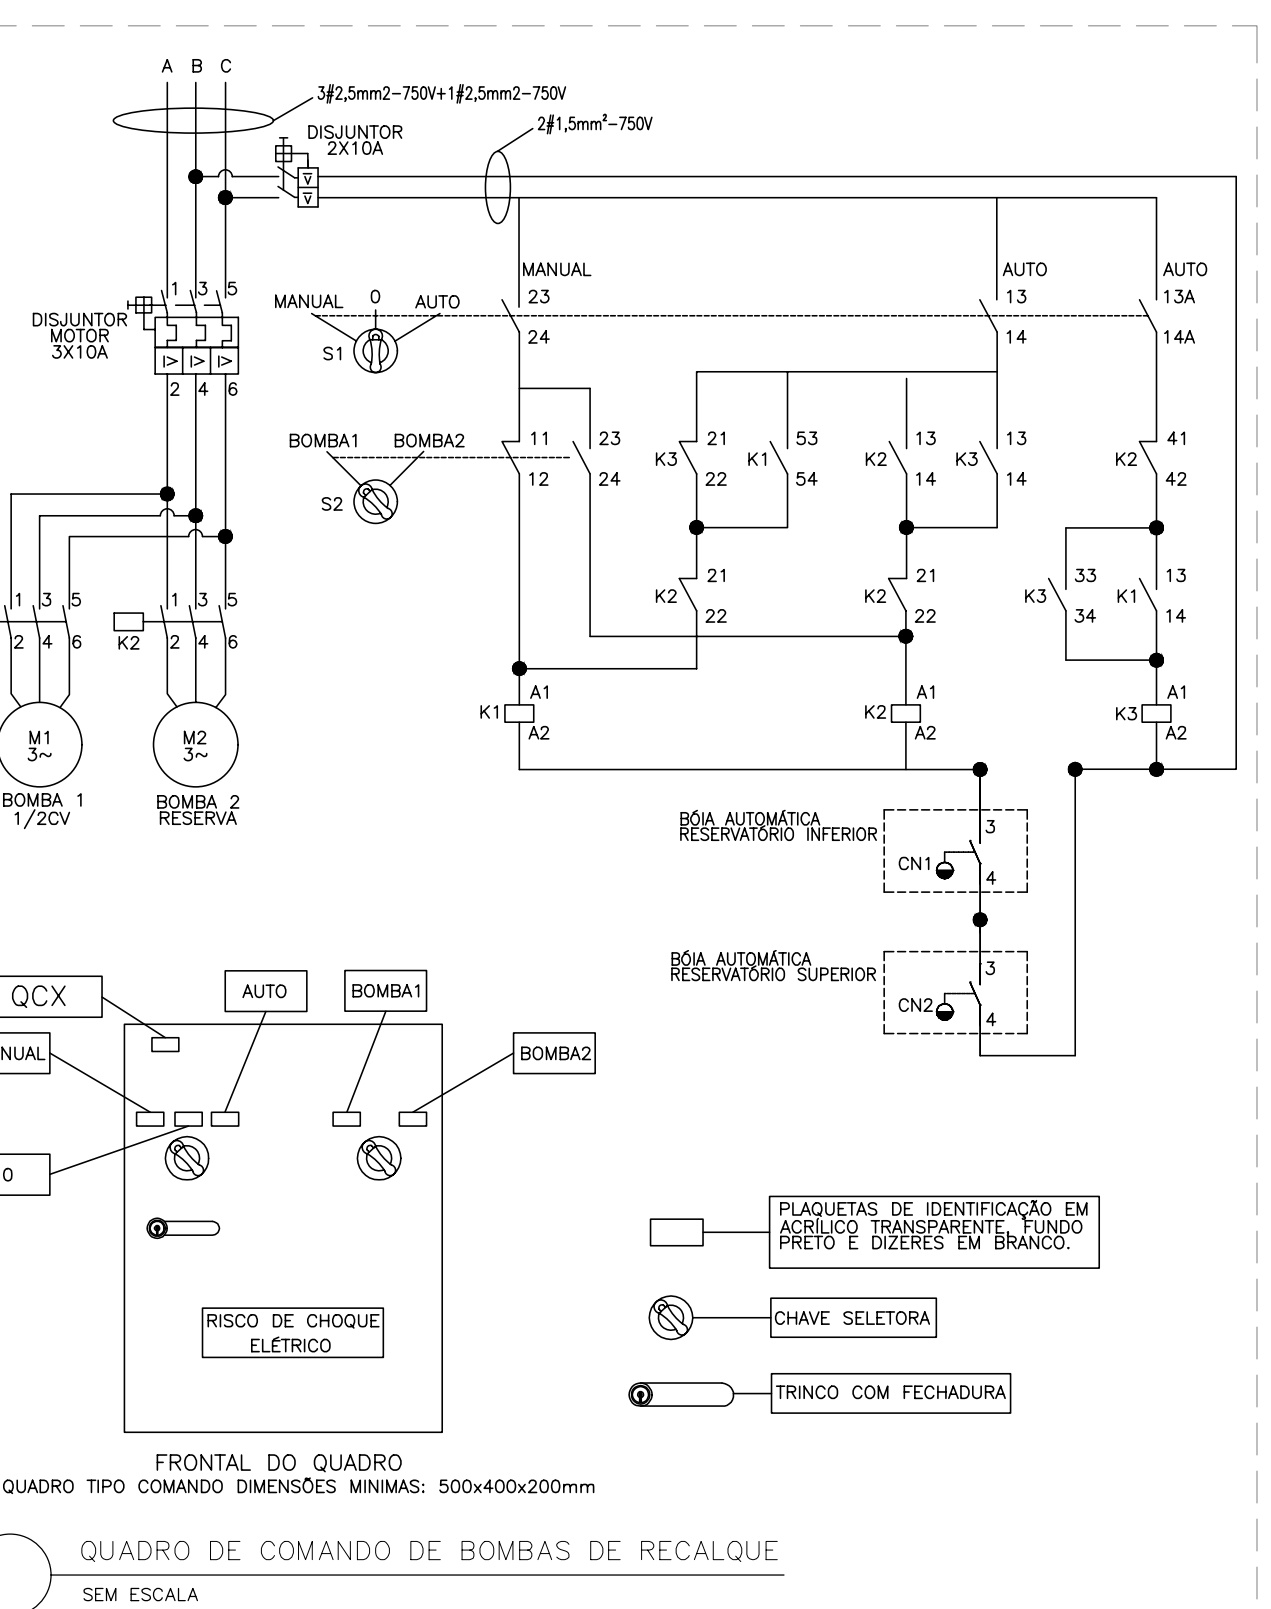 A B C
3#2,5mm2-750V+1#2,5mm2-750V
2#1,5mm²-750V
DISJUNTOR
2X10A
V
V
MANUAL
AUTO
AUTO
MANUAL 0 AUTO
S1
23
24
13
14
13A
14A
DISJUNTOR
MOTOR
3X10A
1 3 5
I> I> I>
2 4 6
BOMBA1 BOMBA2
S2
11
12
23
24
K3
21
22
K1
53
54
K2
13
14
K3
13
14
K2
41
42
K2
21
22
K2
21
22
K3
33
34
K1
13
14
1 3 5
2 4 6
K2
1 3 5
2 4 6
K1
A1
A2
K2
A1
A2
K3
A1
A2
M1
3~
M2
3~
BOMBA 1
1/2CV
BOMBA 2
RESERVA
BÓIA AUTOMÁTICA
RESERVATÓRIO INFERIOR
CN1
3
4
BÓIA AUTOMÁTICA
RESERVATÓRIO SUPERIOR
CN2
3
4
QCX
AUTO
BOMBA1
NUAL
BOMBA2
0
RISCO DE CHOQUE
ELÉTRICO
PLAQUETAS DE IDENTIFICAÇÃO EM
ACRÍLICO TRANSPARENTE, FUNDO
PRETO E DIZERES EM BRANCO.
CHAVE SELETORA
TRINCO COM FECHADURA
FRONTAL DO QUADRO
QUADRO TIPO COMANDO DIMENSÕES MINIMAS: 500x400x200mm
QUADRO DE COMANDO DE BOMBAS DE RECALQUE
SEM ESCALA